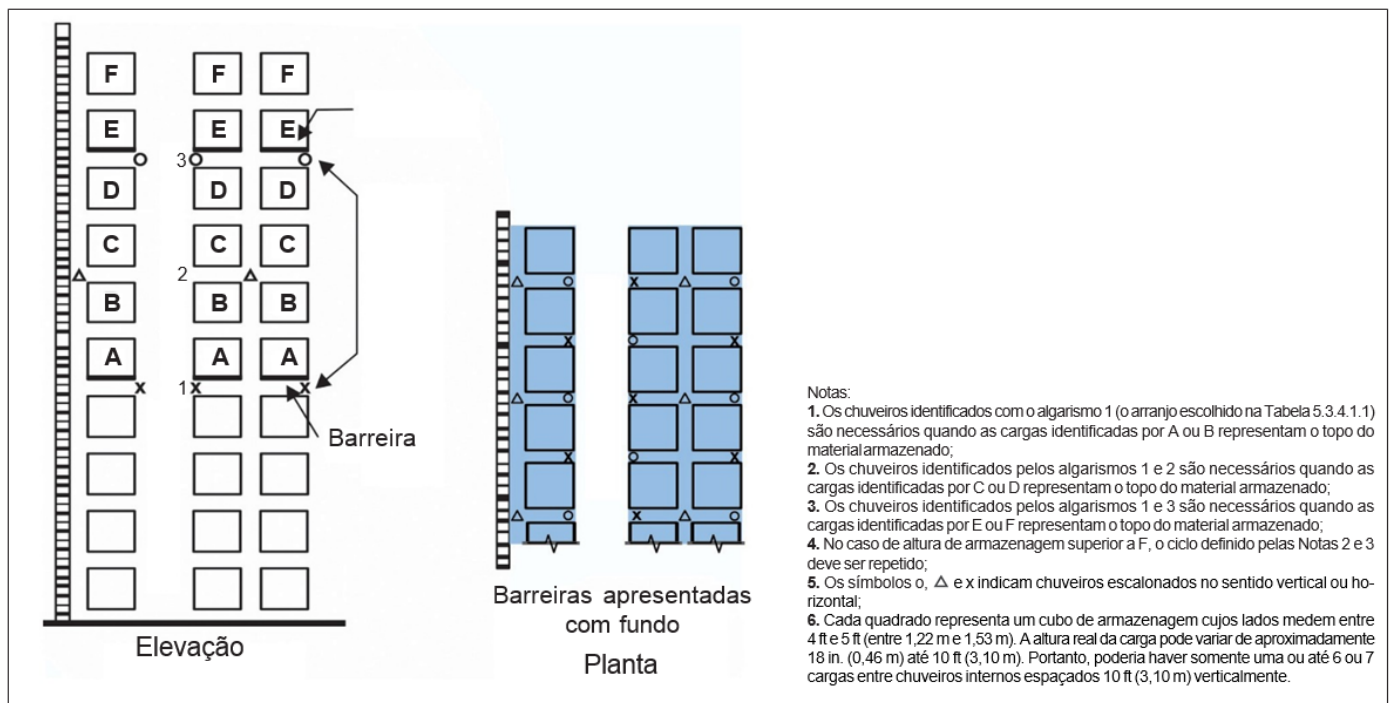 F F F
E E E
3
D D D
C C C
2
B B B
A A A
x 1 x x
Barreira
Elevação
x x
x x
x x
x
Barreiras apresentadas
com fundo
Planta
Notas:
1. Os chuveiros identificados com o algarismo 1 (o arranjo escolhido na Tabela 5.3.4.1.1)
são necessários quando as cargas identificadas por A ou B representam o topo do
material armazenado;
2. Os chuveiros identificados pelos algarismos 1 e 2 são necessários quando as
cargas identificadas por C ou D representam o topo do material armazenado;
3. Os chuveiros identificados pelos algarismos 1 e 3 são necessários quando as
cargas identificadas por E ou F representam o topo do material armazenado;
4. No caso de altura de armazenagem superior a F, o ciclo definido pelas Notas 2 e 3
deve ser repetido;
5. Os símbolos o, △ e x indicam chuveiros escalonados no sentido vertical ou ho-
rizontal;
6. Cada quadrado representa um cubo de armazenagem cujos lados medem entre
4 ft e 5 ft (entre 1,22 m e 1,53 m). A altura real da carga pode variar de aproximadamente
18 in. (0,46 m) até 10 ft (3,10 m). Portanto, poderia haver somente uma ou até 6 ou 7
cargas entre chuveiros internos espaçados 10 ft (3,10 m) verticalmente.